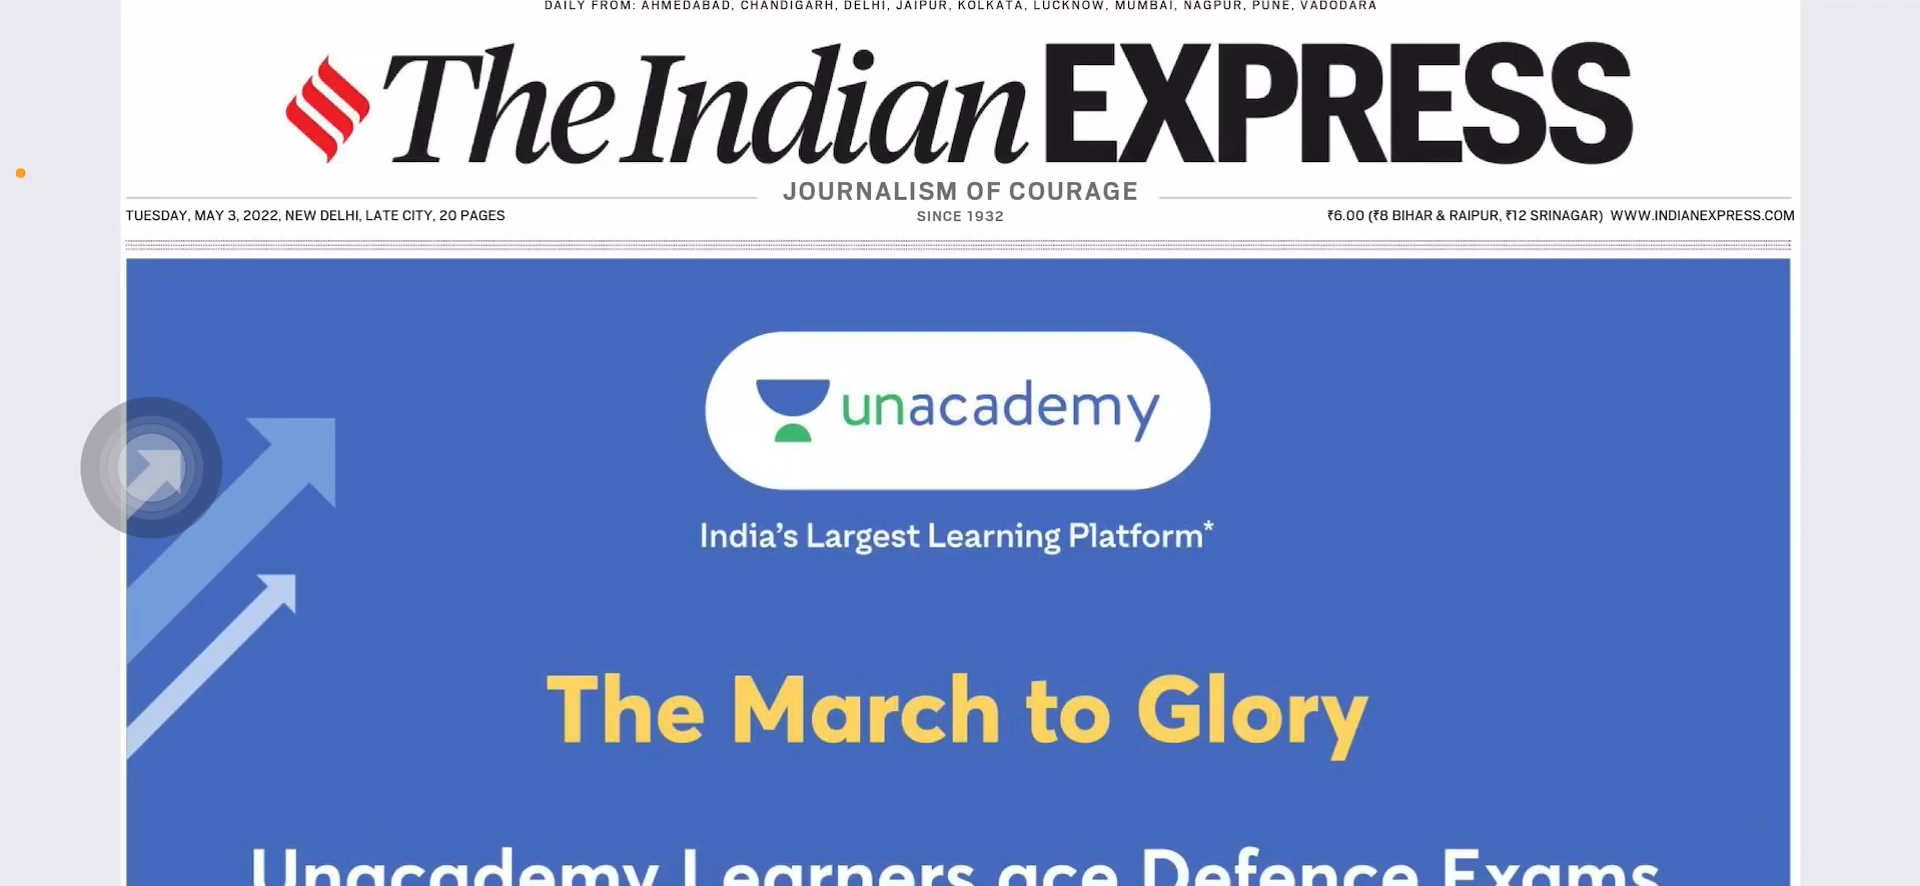 DAILY FROM: AHMEDABAD, CHANDIGARH, DELHI, JAIPUR, KOLKATA, LUCKNOW, MUMBAI, NAGPUR, PUNE, VADODARA
The Indian EXPRESS
JOURNALISM OF COURAGE
TUESDAY, MAY 3, 2022, NEW DELHI, LATE CITY, 20 PAGES
SINCE 1932
₹6.00 (₹8 BIHAR & RAIPUR, ₹12 SRINAGAR) WWW.INDIANEXPRESS.COM
unacademy
India's Largest Learning Platform*
The March to Glory
Unacademy Learners ace Defence Exams